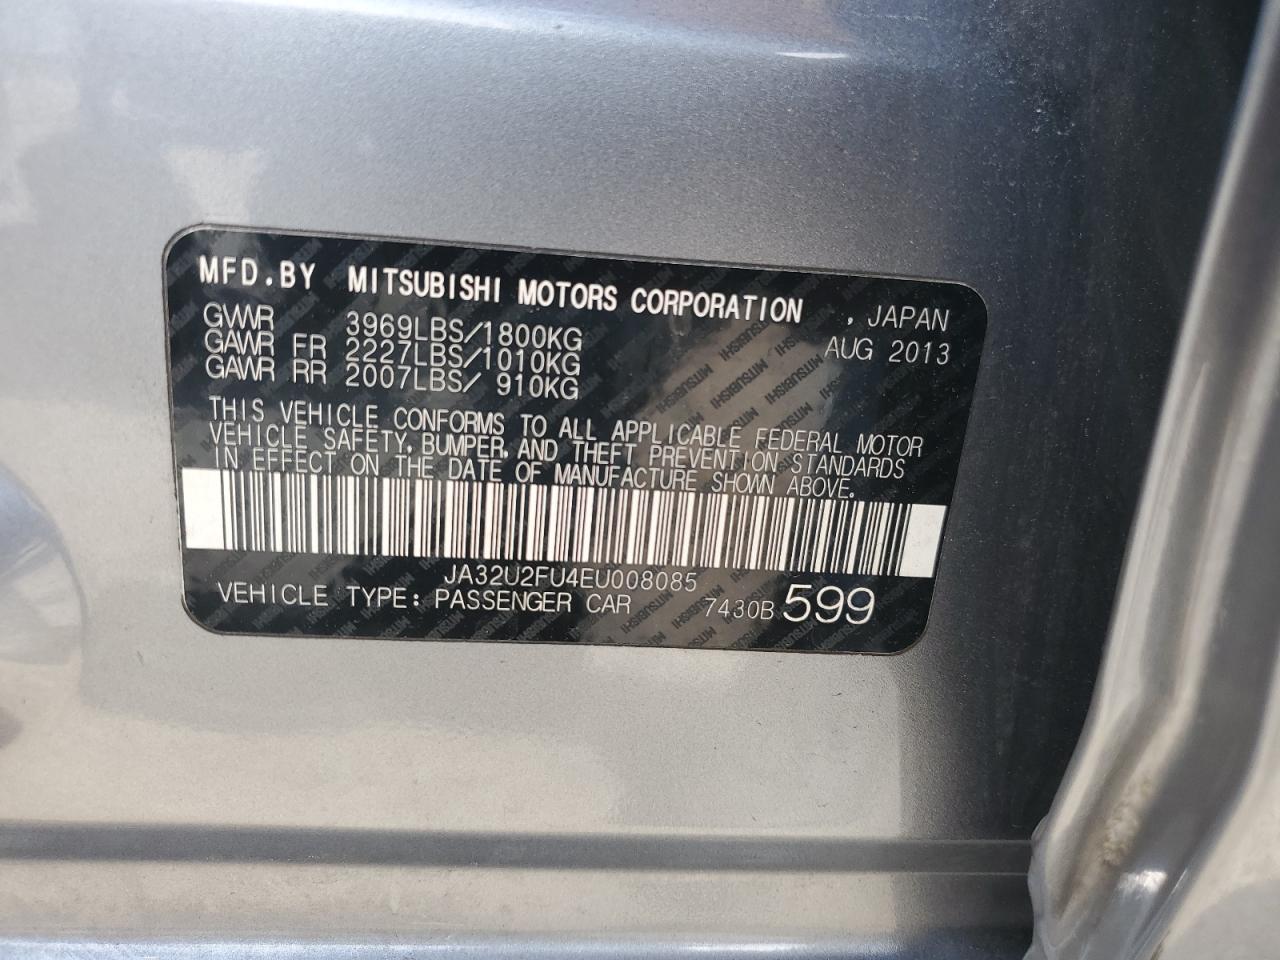 MFD.BY MITSUBISHI MOTORS CORPORATION , JAPAN
GVWR 3969LBS/1800KG AUG 2013
GAWR FR 2227LBS/1010KG
GAWR RR 2007LBS/ 910KG
THIS VEHICLE CONFORMS TO ALL APPLICABLE FEDERAL MOTOR
VEHICLE SAFETY, BUMPER, AND THEFT PREVENTION STANDARDS
IN EFFECT ON THE DATE OF MANUFACTURE SHOWN ABOVE.
JA32U2FU4EU008085
VEHICLE TYPE: PASSENGER CAR 7430B 599